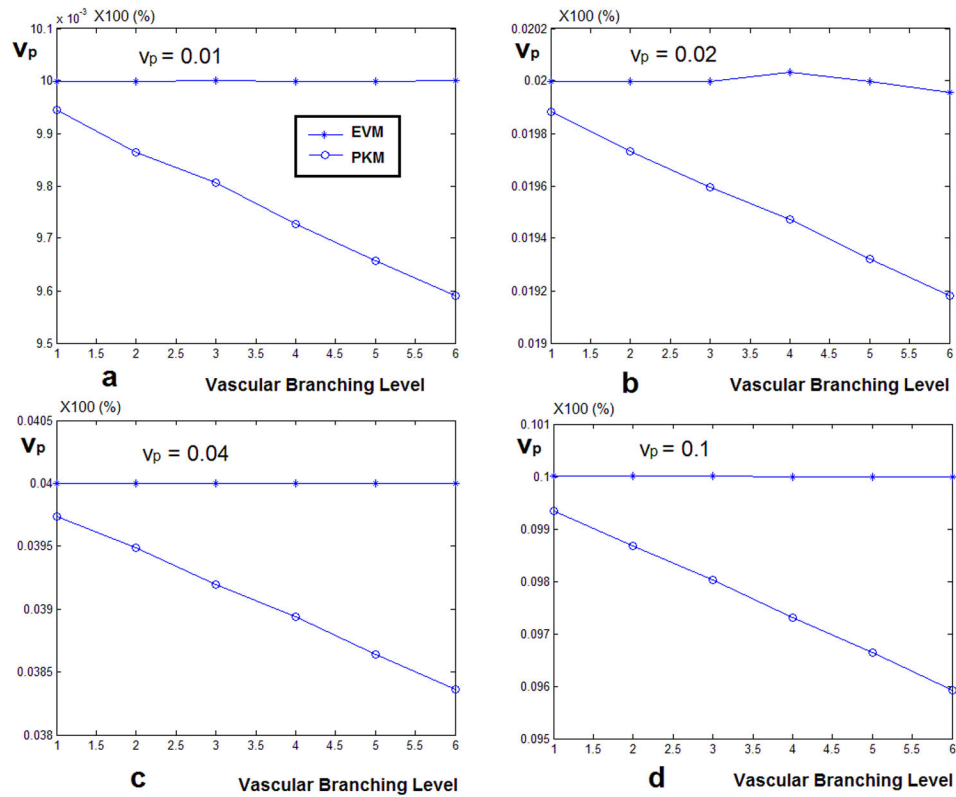 x 10⁻³ X100 (%)
10.1
vp
vp = 0.01
10
9.9
9.8
9.7
9.6
9.5
EVM
PKM
1 1.5 2 2.5 3 3.5 4 4.5 5 5.5 6
a
Vascular Branching Level
X100 (%)
0.0202
vp
vp = 0.02
0.02
0.0198
0.0196
0.0194
0.0192
0.019
1 1.5 2 2.5 3 3.5 4 4.5 5 5.5 6
b
Vascular Branching Level
X100 (%)
0.0405
vp
vp = 0.04
0.04
0.0395
0.039
0.0385
0.038
1 1.5 2 2.5 3 3.5 4 4.5 5 5.5 6
c
Vascular Branching Level
X100 (%)
0.101
vp
vp = 0.1
0.1
0.099
0.098
0.097
0.096
0.095
1 1.5 2 2.5 3 3.5 4 4.5 5 5.5 6
d
Vascular Branching Level